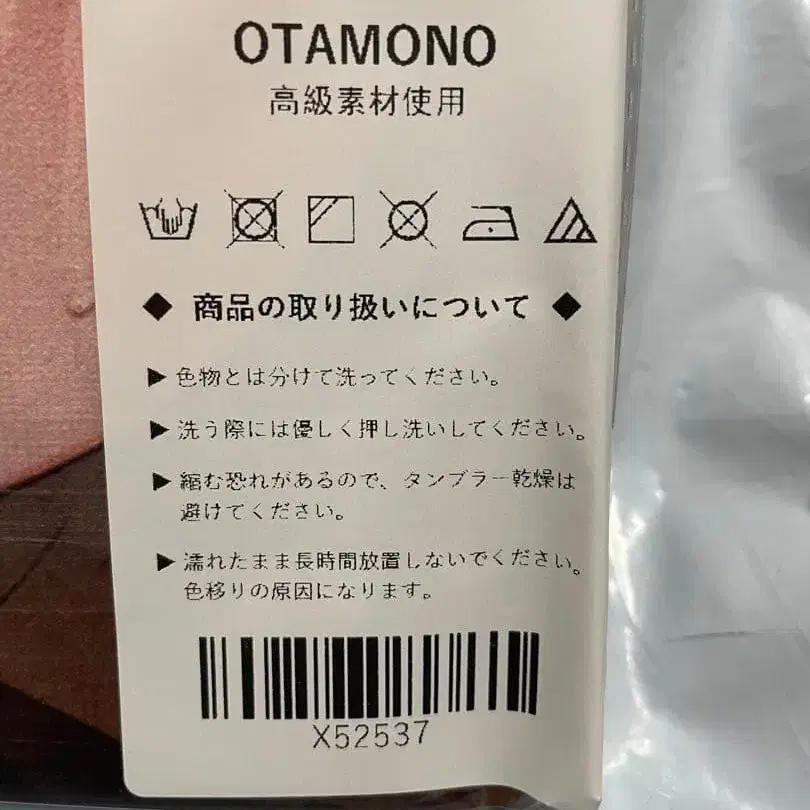 OTAMONO
高級素材使用
◆ 商品の取り扱いについて ◆
▶色物とは分けて洗ってください。
▶洗う際には優しく押し洗いしてください。
▶縮む恐れがあるので、タンブラー乾燥は
避けてください。
▶濡れたまま長時間放置しないでください。
色移りの原因になります。
X52537